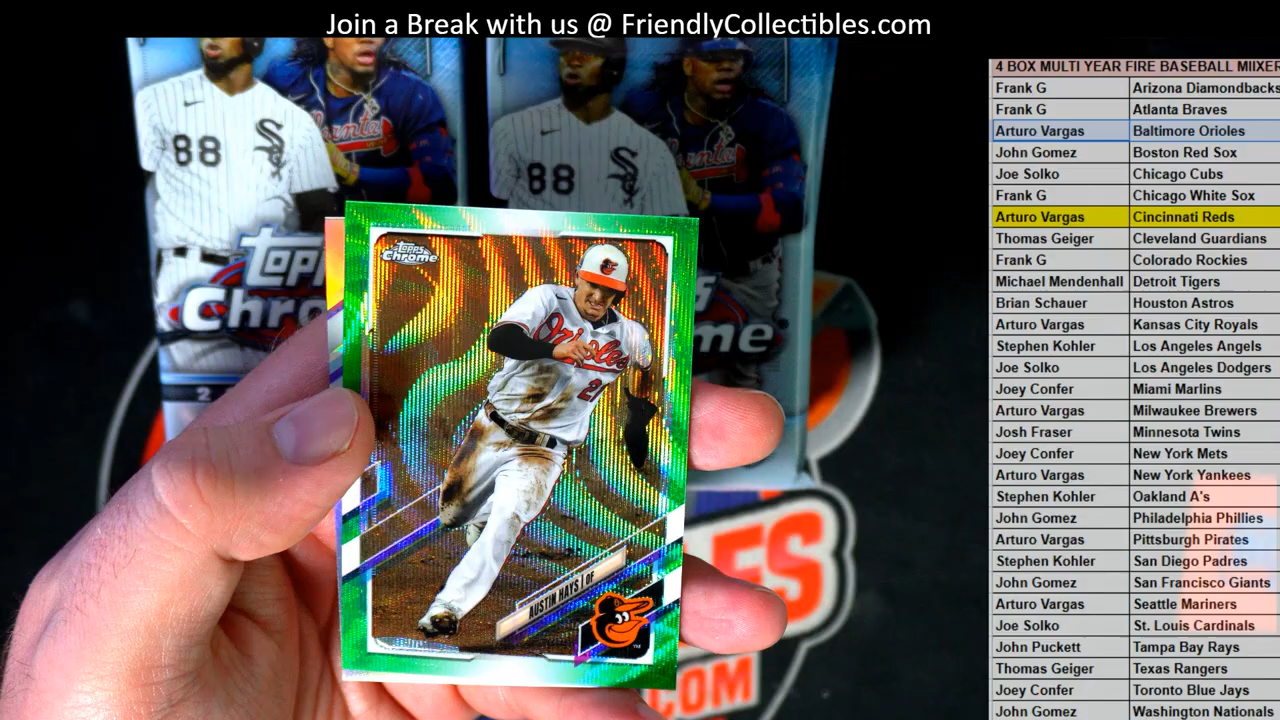 Join a Break with us @ FriendlyCollectibles.com
88
88
Topps
Chrome
Orioles
21
AUSTIN HAYS | OF
2
.COM
4 BOX MULTI YEAR FIRE BASEBALL MIIXER
Frank G Arizona Diamondbacks
Frank G Atlanta Braves
Arturo Vargas Baltimore Orioles
John Gomez Boston Red Sox
Joe Solko Chicago Cubs
Frank G Chicago White Sox
Arturo Vargas Cincinnati Reds
Thomas Geiger Cleveland Guardians
Frank G Colorado Rockies
Michael Mendenhall Detroit Tigers
Brian Schauer Houston Astros
Arturo Vargas Kansas City Royals
Stephen Kohler Los Angeles Angels
Joe Solko Los Angeles Dodgers
Joey Confer Miami Marlins
Arturo Vargas Milwaukee Brewers
Josh Fraser Minnesota Twins
Joey Confer New York Mets
Arturo Vargas New York Yankees
Stephen Kohler Oakland A's
John Gomez Philadelphia Phillies
Arturo Vargas Pittsburgh Pirates
Stephen Kohler San Diego Padres
John Gomez San Francisco Giants
Arturo Vargas Seattle Mariners
Joe Solko St. Louis Cardinals
John Puckett Tampa Bay Rays
Thomas Geiger Texas Rangers
Joey Confer Toronto Blue Jays
John Gomez Washington Nationals